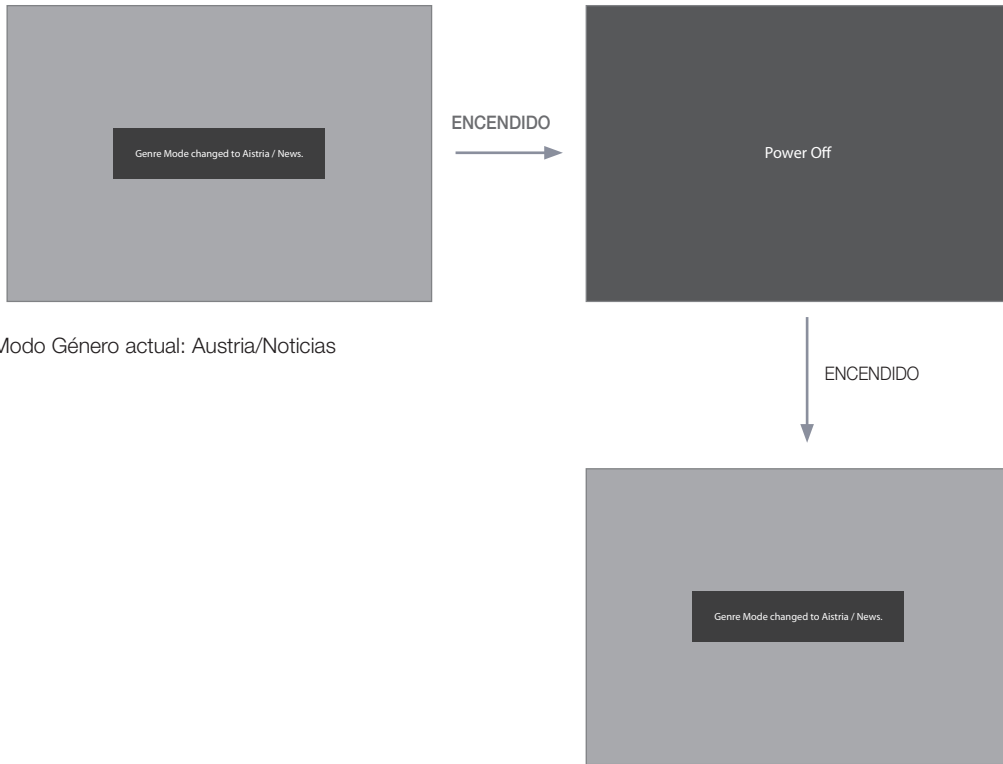 Genre Mode changed to Aistria / News.
ENCENDIDO
Power Off
Modo Género actual: Austria/Noticias
ENCENDIDO
Genre Mode changed to Aistria / News.